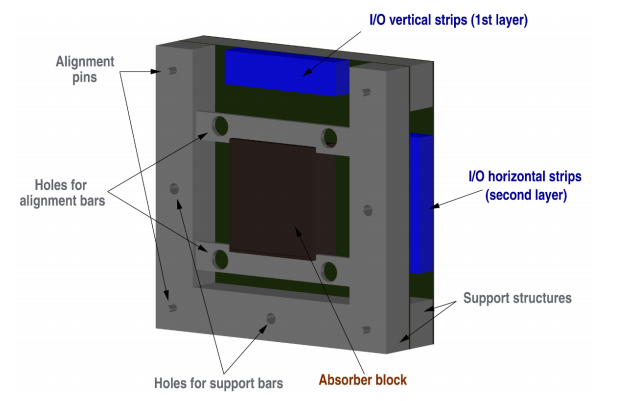 I/O vertical strips (1st layer)
Alignment
pins
Holes for
alignment bars
I/O horizontal strips
(second layer)
Support structures
Holes for support bars
Absorber block